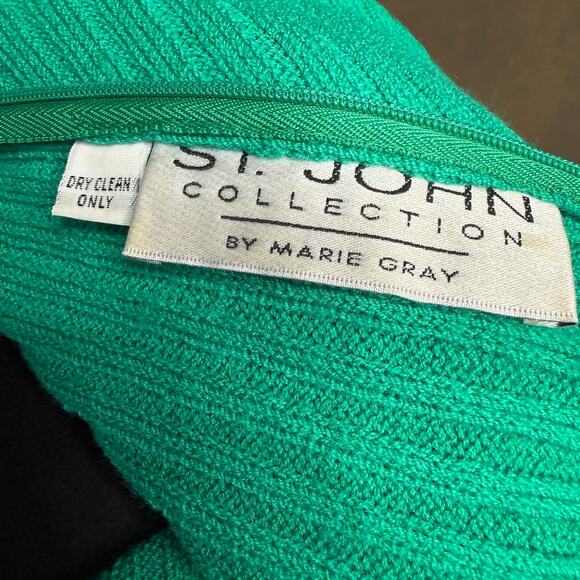 ST. JOHN
COLLECTION
BY MARIE GRAY
DRY CLEAN
ONLY